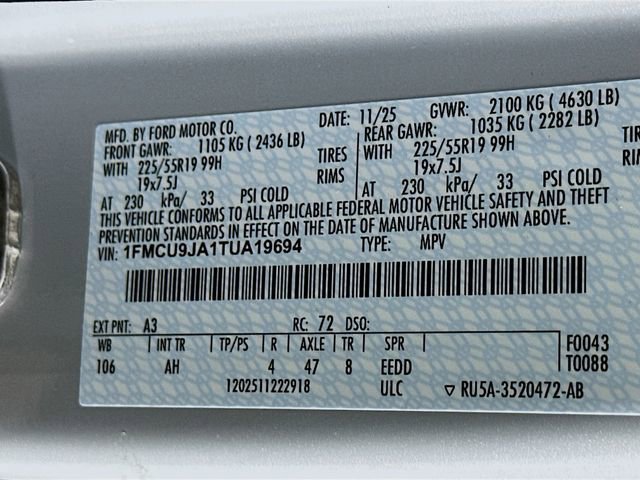 MFD. BY FORD MOTOR CO. DATE: 11/25 GVWR: 2100 KG ( 4630 LB)
FRONT GAWR: 1105 KG ( 2436 LB) REAR GAWR: 1035 KG ( 2282 LB)
WITH 225/55R19 99H TIRES WITH 225/55R19 99H
19x7.5J RIMS 19x7.5J
AT 230 kPa/ 33 PSI COLD AT 230 kPa/ 33 PSI COLD
THIS VEHICLE CONFORMS TO ALL APPLICABLE FEDERAL MOTOR VEHICLE SAFETY AND THEFT
PREVENTION STANDARDS IN EFFECT ON THE DATE OF MANUFACTURE SHOWN ABOVE.
VIN: 1FMCU9JA1TUA19694 TYPE: MPV
EXT PNT: A3 RC: 72 DSO:
WB INT TR TP/PS R AXLE TR SPR F0043
106 AH 4 47 8 EEDD T0088
1202511222918 ULC ▽ RU5A-3520472-AB